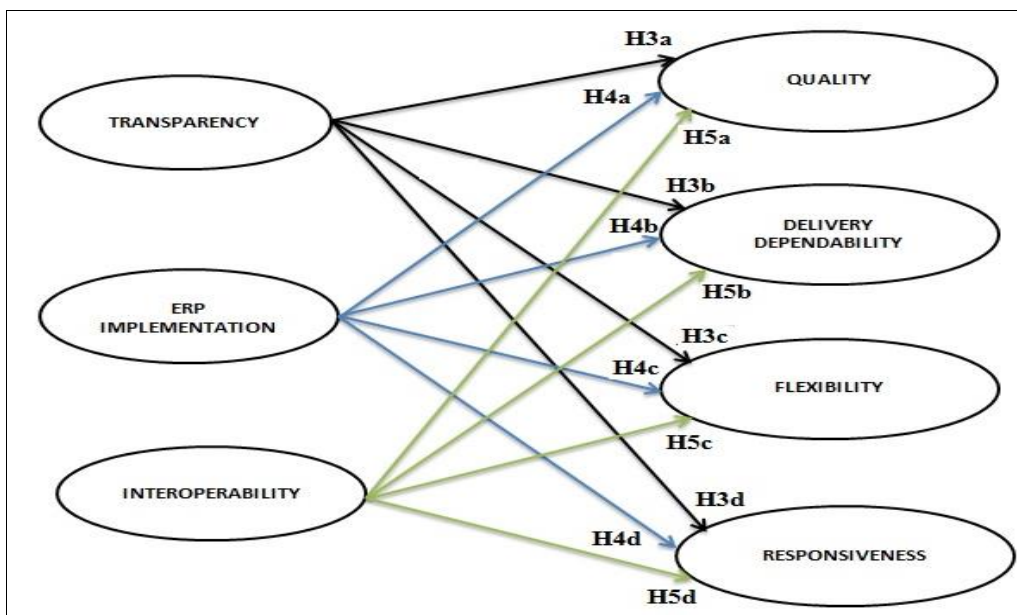 H3a
QUALITY
TRANSPARENCY
H4a
H5a
H3b
DELIVERY
DEPENDABILITY
H4b
H5b
ERP
IMPLEMENTATION
H3c
H4c
FLEXIBILITY
H5c
INTEROPERABILITY
H3d
H4d
RESPONSIVENESS
H5d